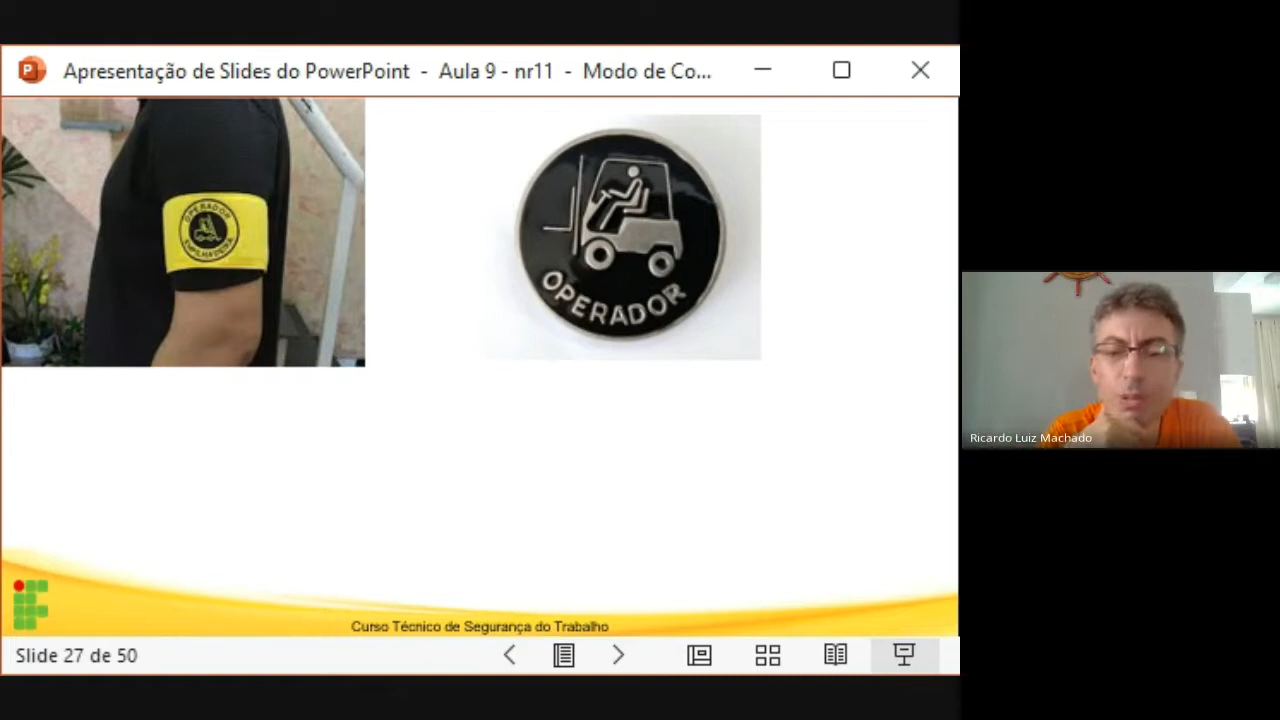 Apresentação de Slides do PowerPoint - Aula 9 - nr11 - Modo de Co...
OPERADOR
EMPILHADEIRA
OPERADOR
Ricardo Luiz Machado
Curso Técnico de Segurança do Trabalho
Slide 27 de 50